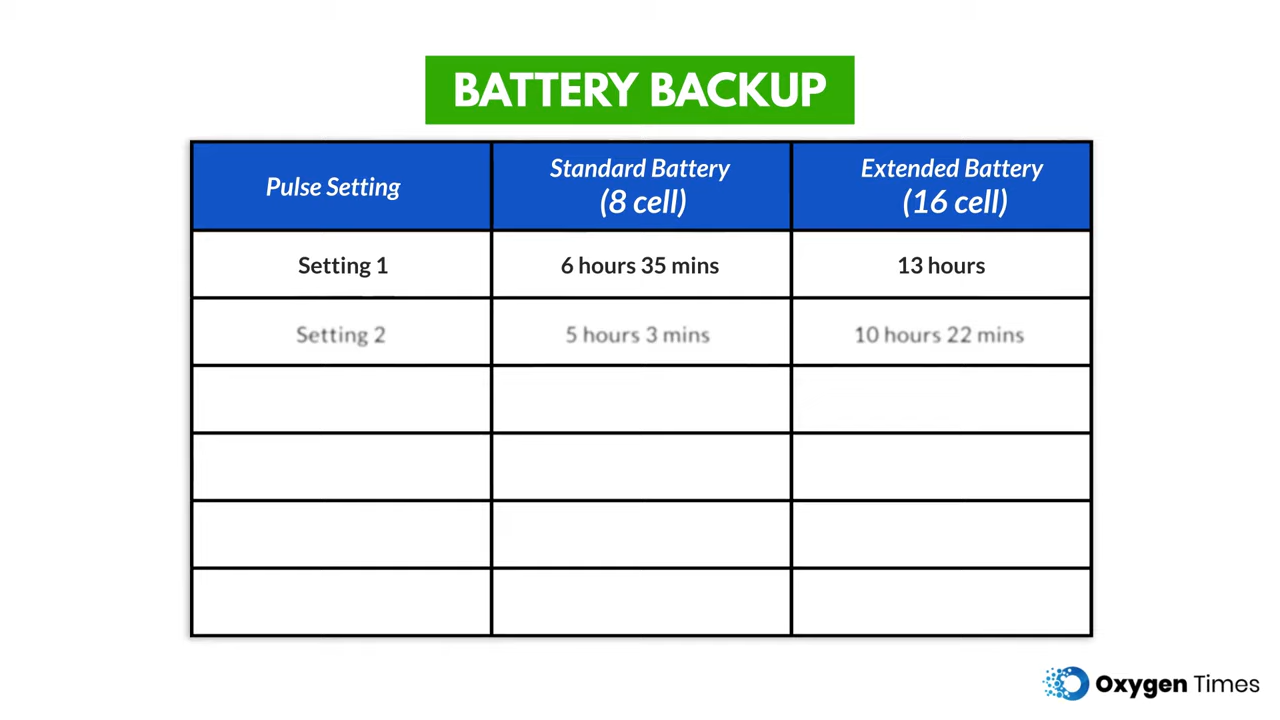 BATTERY BACKUP
Pulse Setting
Standard Battery
(8 cell)
Extended Battery
(16 cell)
Setting 1
6 hours 35 mins
13 hours
Setting 2
5 hours 3 mins
10 hours 22 mins
Oxygen Times